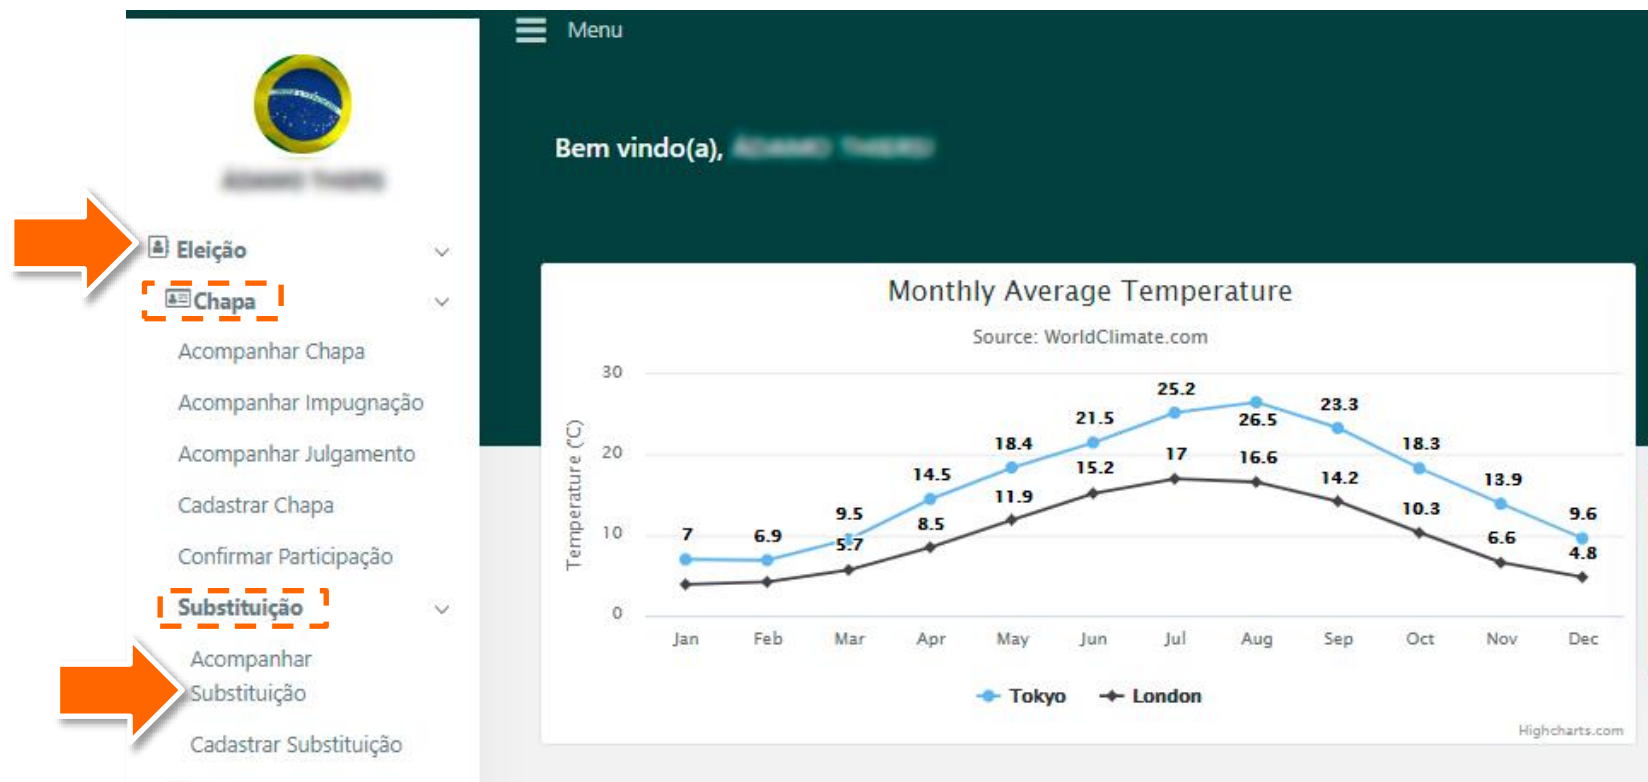 Menu
Bem vindo(a),
Eleição
Chapa
Acompanhar Chapa
Acompanhar Impugnação
Acompanhar Julgamento
Cadastrar Chapa
Confirmar Participação
Substituição
Acompanhar
Substituição
Cadastrar Substituição
Monthly Average Temperature
Source: WorldClimate.com
Temperature (°C)
30
20
10
0
7 6.9 9.5 14.5 18.4 21.5 25.2 26.5 23.3 18.3 13.9 9.6
5.7 8.5 11.9 15.2 17 16.6 14.2 10.3 6.6 4.8
Jan Feb Mar Apr May Jun Jul Aug Sep Oct Nov Dec
Tokyo London
Highcharts.com